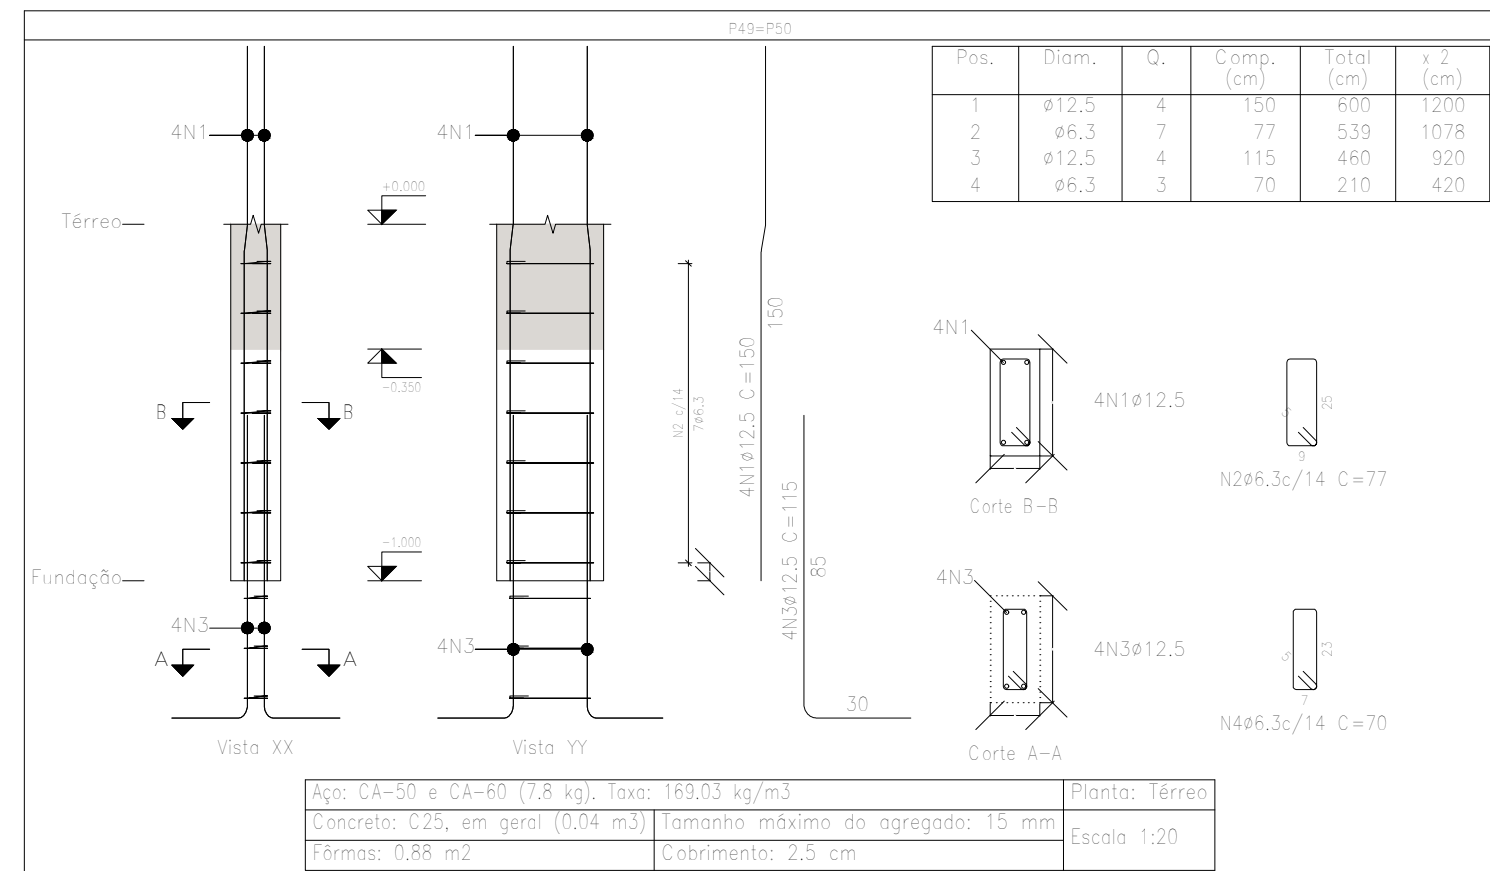 P49=P50
Pos. Diam. Q. Comp. (cm) Total (cm) x 2 (cm)
1 ø12.5 4 150 600 1200
2 ø6.3 7 77 539 1078
3 ø12.5 4 115 460 920
4 ø6.3 3 70 210 420
4N1
4N1
+0.000
Térreo
-0.350
B
B
-1.000
Fundação
4N3
A
A
4N3
Vista XX
Vista YY
N2 c/14
7ø6.3
4N1ø12.5 C=150
150
4N3ø12.5 C=115
85
30
4N1
4N1ø12.5
Corte B-B
5
25
9
N2ø6.3c/14 C=77
4N3
4N3ø12.5
Corte A-A
5
23
7
N4ø6.3c/14 C=70
Aço: CA-50 e CA-60 (7.8 kg). Taxa: 169.03 kg/m3
Planta: Térreo
Concreto: C25, em geral (0.04 m3)
Tamanho máximo do agregado: 15 mm
Escala 1:20
Fôrmas: 0.88 m2
Cobrimento: 2.5 cm